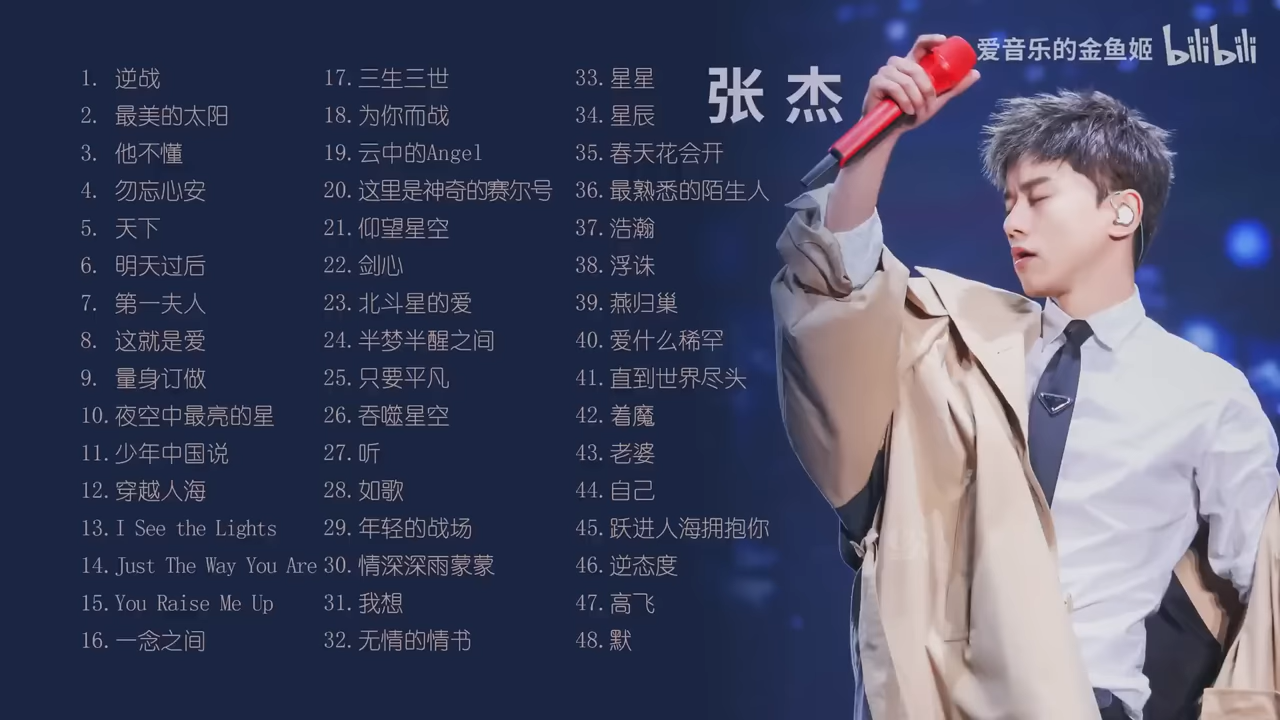 爱音乐的金鱼姬 bilibili
张杰
1. 逆战
2. 最美的太阳
3. 他不懂
4. 勿忘心安
5. 天下
6. 明天过后
7. 第一夫人
8. 这就是爱
9. 量身订做
10. 夜空中最亮的星
11. 少年中国说
12. 穿越人海
13. I See the Lights
14. Just The Way You Are
15. You Raise Me Up
16. 一念之间
17. 三生三世
18. 为你而战
19. 云中的Angel
20. 这里是神奇的赛尔号
21. 仰望星空
22. 剑心
23. 北斗星的爱
24. 半梦半醒之间
25. 只要平凡
26. 吞噬星空
27. 听
28. 如歌
29. 年轻的战场
30. 情深深雨蒙蒙
31. 我想
32. 无情的情书
33. 星星
34. 星辰
35. 春天花会开
36. 最熟悉的陌生人
37. 浩瀚
38. 浮诛
39. 燕归巢
40. 爱什么稀罕
41. 直到世界尽头
42. 着魔
43. 老婆
44. 自己
45. 跃进人海拥抱你
46. 逆态度
47. 高飞
48. 默